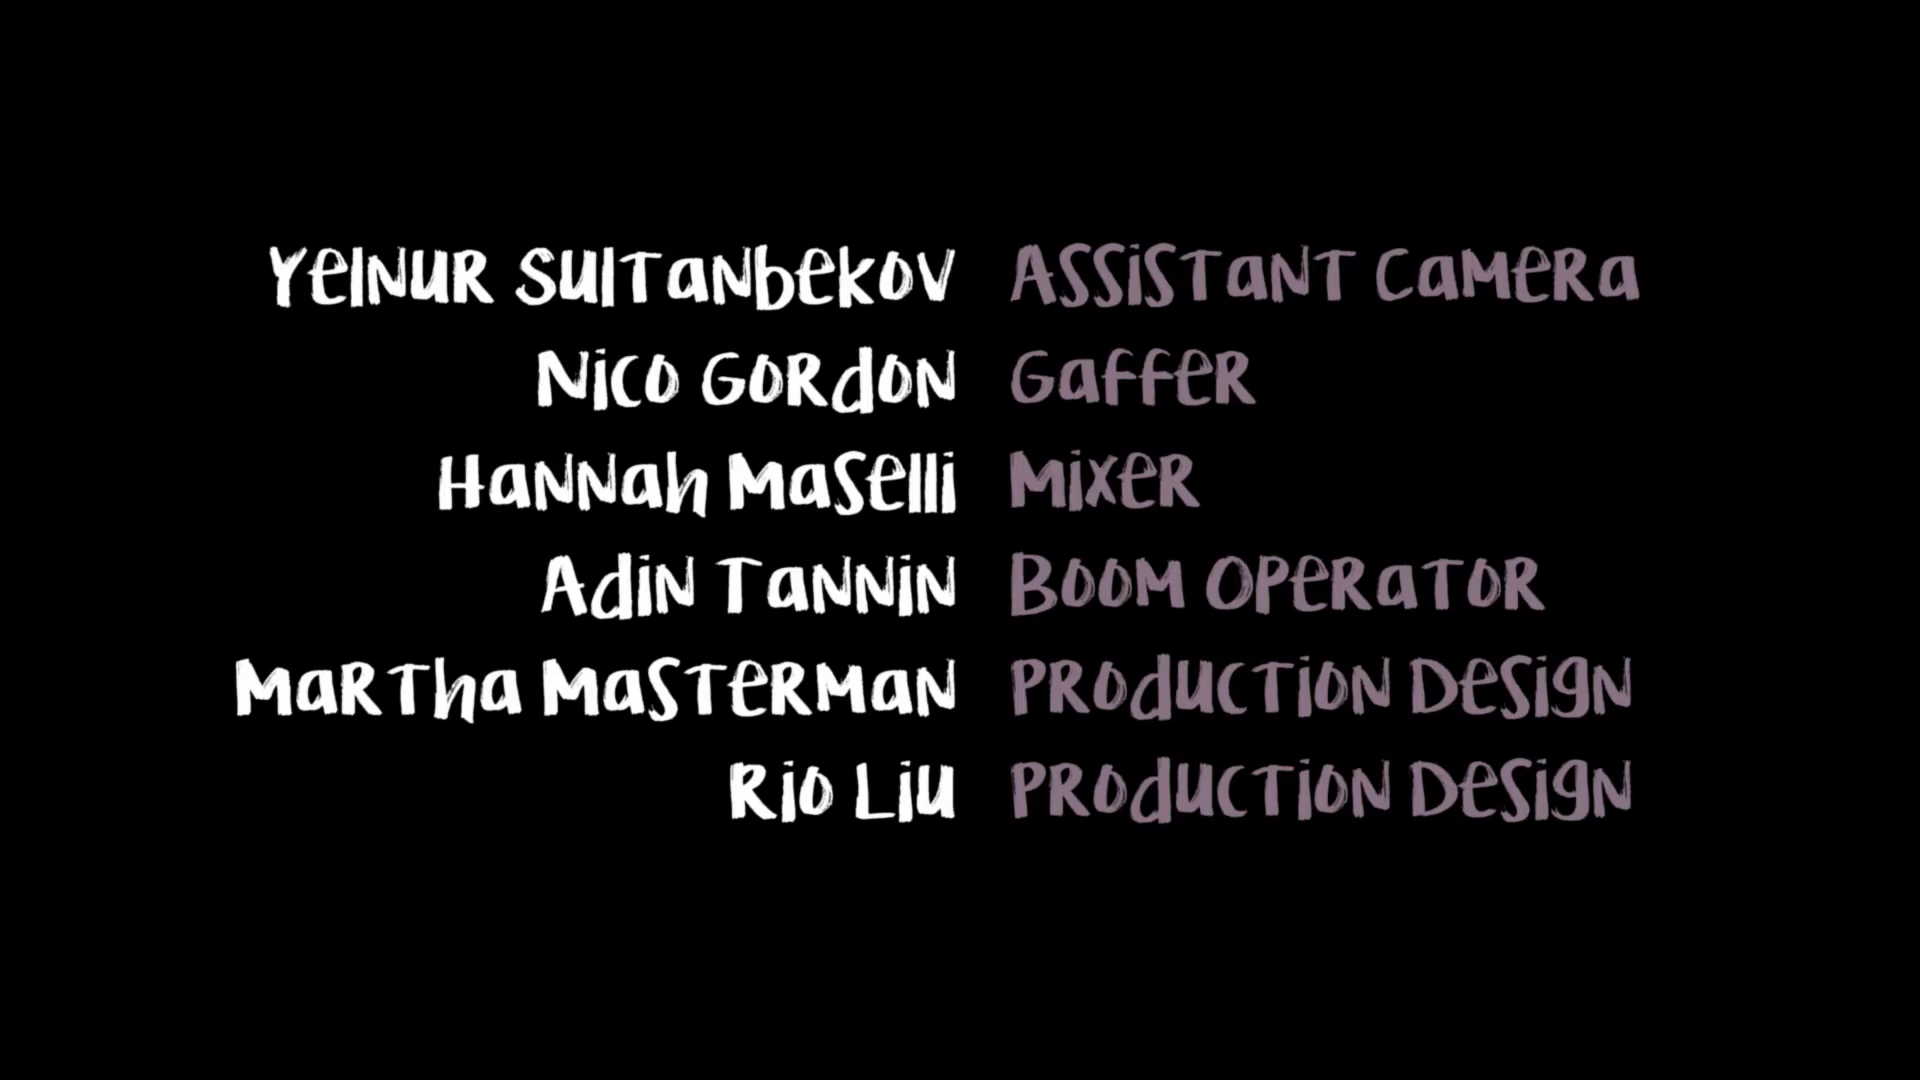 Yelnur Sultanbekov Assistant Camera
Nico Gordon Gaffer
Hannah Maselli Mixer
Adin Tannin Boom Operator
Martha Masterman Production Design
Rio Liu Production Design